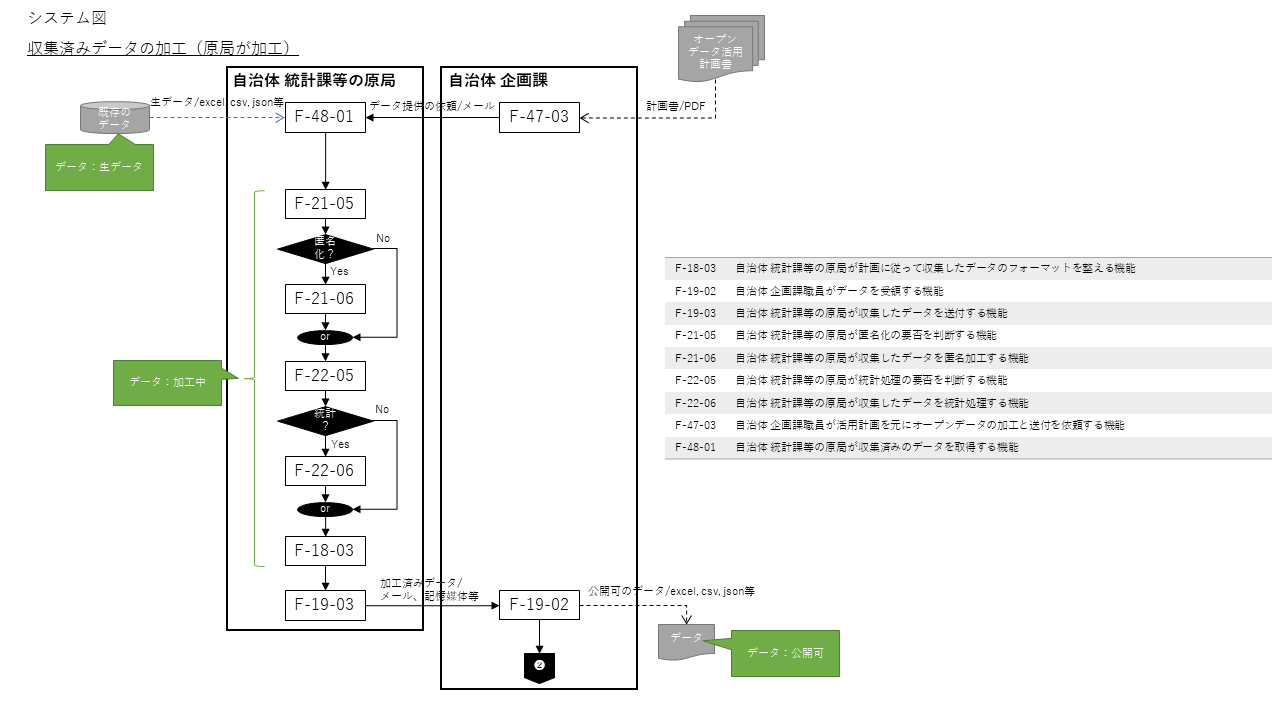 システム図
収集済みデータの加工（原局が加工）
オープン
データ活用
計画書
自治体 統計課等の原局
自治体 企画課
既存の
データ
生データ/excel, csv, json等
F-48-01
データ提供の依頼/メール
F-47-03
計画書/PDF
データ：生データ
F-21-05
匿名
化？
No
Yes
F-21-06
or
F-22-05
データ：加工中
統計
？
No
Yes
F-22-06
or
F-18-03
F-19-03
加工済みデータ/
メール、記憶媒体等
F-19-02
公開可のデータ/excel, csv, json等
データ
データ：公開可
❷
F-18-03 自治体 統計課等の原局が計画に従って収集したデータのフォーマットを整える機能
F-19-02 自治体 企画課職員がデータを受領する機能
F-19-03 自治体 統計課等の原局が収集したデータを送付する機能
F-21-05 自治体 統計課等の原局が匿名化の要否を判断する機能
F-21-06 自治体 統計課等の原局が収集したデータを匿名加工する機能
F-22-05 自治体 統計課等の原局が統計処理の要否を判断する機能
F-22-06 自治体 統計課等の原局が収集したデータを統計処理する機能
F-47-03 自治体 企画課職員が活用計画を元にオープンデータの加工と送付を依頼する機能
F-48-01 自治体 統計課等の原局が収集済みのデータを取得する機能